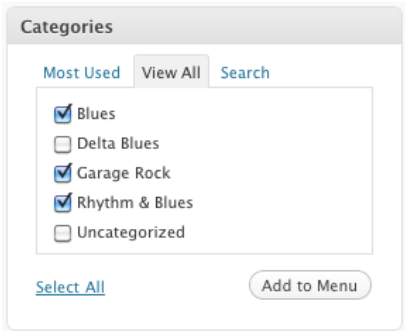 Categories
Most Used View All Search
Blues
Delta Blues
Garage Rock
Rhythm & Blues
Uncategorized
Select All Add to Menu